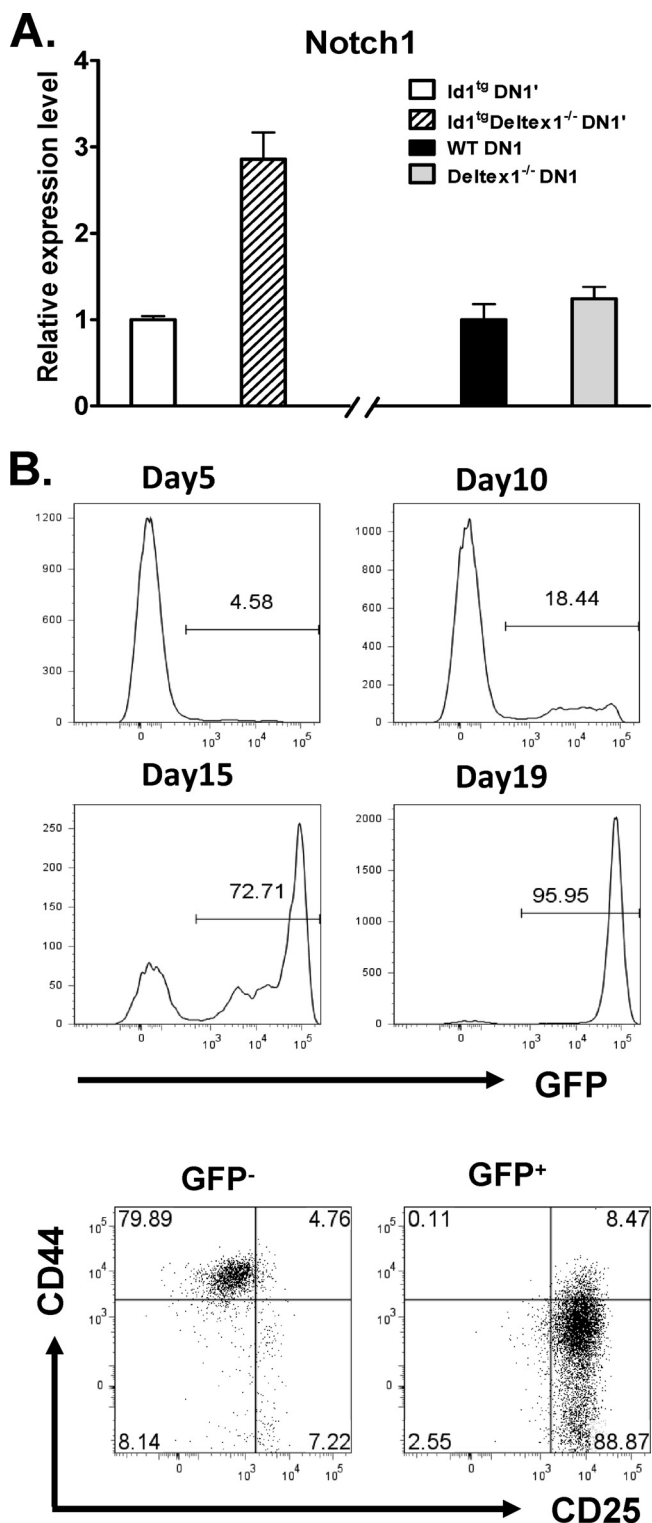 A.
Notch1
Relative expression level
4
3
2
1
0
Id1tg DN1'
Id1tgDeltex1-/- DN1'
WT DN1
Deltex1-/- DN1
B.
Day5
Day10
1200
900
600
300
0
4.58
0 10³ 10⁴ 10⁵
1000
800
600
400
200
0
18.44
0 10³ 10⁴ 10⁵
Day15
Day19
250
200
150
100
50
0
72.71
0 10³ 10⁴ 10⁵
2000
1500
1000
500
0
95.95
0 10³ 10⁴ 10⁵
GFP
GFP-
GFP+
CD44
10⁵
10⁴
10³
0
79.89 4.76
8.14 7.22
0 10³ 10⁴ 10⁵
10⁵
10⁴
10³
0
0.11 8.47
2.55 88.87
0 10³ 10⁴ 10⁵
CD25